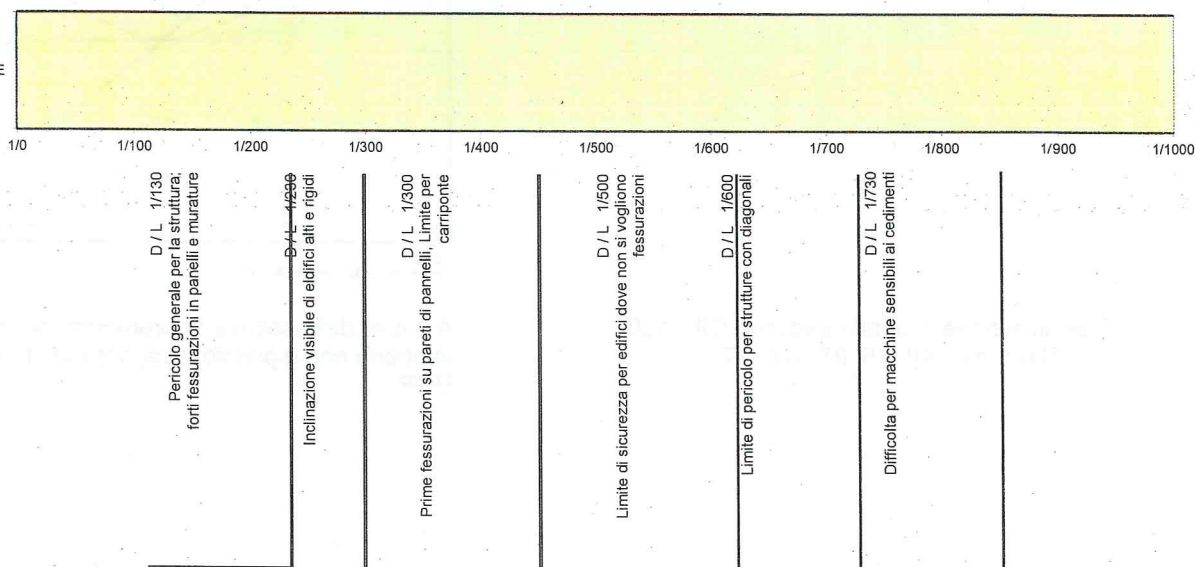 m
1/0 1/100 1/200 1/300 1/400 1/500 1/600 1/700 1/800 1/900 1/1000
D / L 1/130
Pericolo generale per la struttura;
forti fessurazioni in panelli e murature
D / L 1/230
Inclinazione sensibile di eldifici alti e rigidi
D / L 1/300
Prime fessurazioni su pareti di pannelli, Limite per
carriponte
D / L 1/500
Limite di sicurezza per edifici dove non si vogliono
fessurazioni
D / L 1/600
Limite di pericolo per strutture con diagonali
D / L 1/730
Difficolta per macchine sensibili ai cedimenti